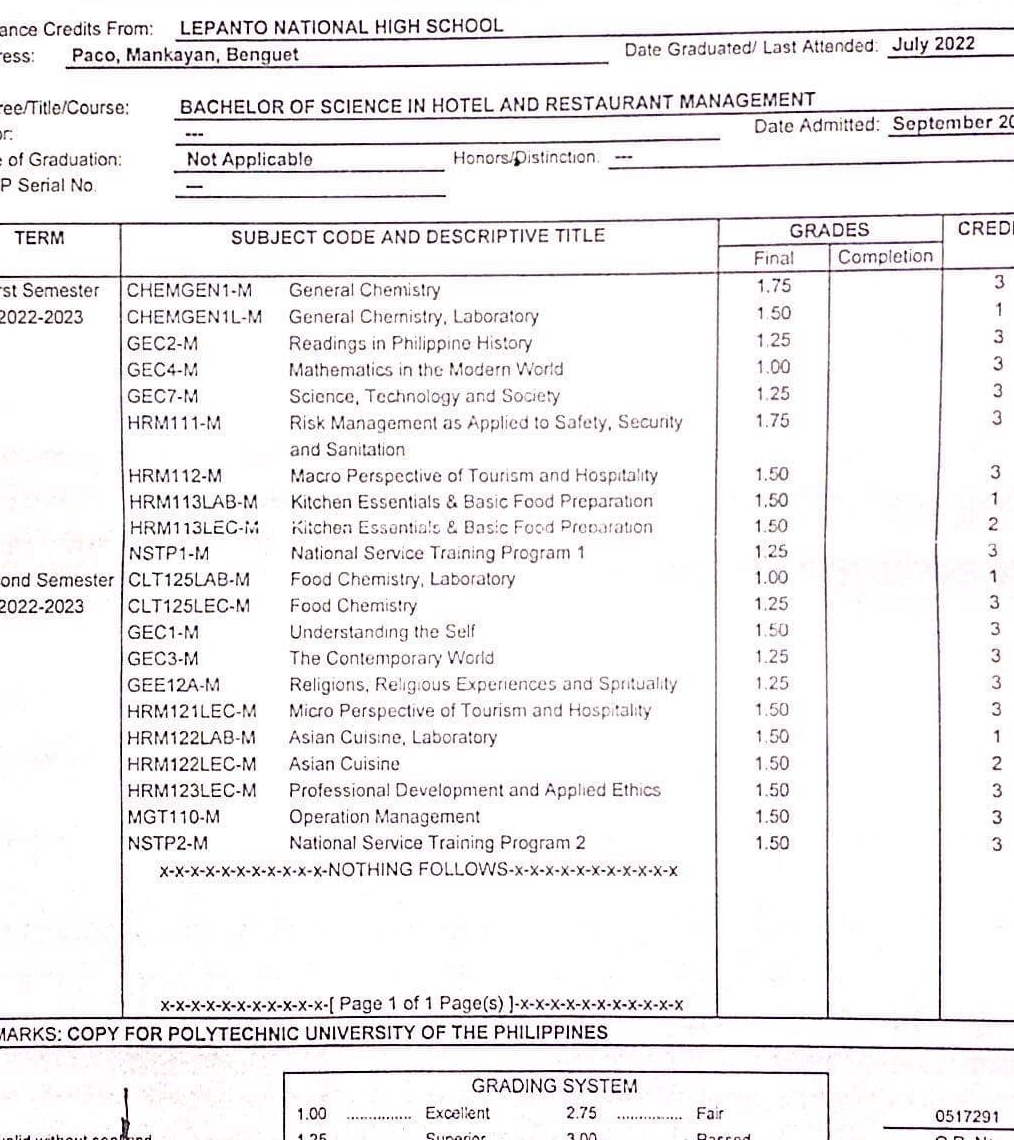 ance Credits From: LEPANTO NATIONAL HIGH SCHOOL
ress: Paco, Mankayan, Benguet Date Graduated/ Last Attended: July 2022
ree/Title/Course: BACHELOR OF SCIENCE IN HOTEL AND RESTAURANT MANAGEMENT
or: --- Date Admitted: September 20
e of Graduation: Not Applicable Honors/Distinction: ---
P Serial No. ---
TERM SUBJECT CODE AND DESCRIPTIVE TITLE GRADES CREDI
Final Completion
rst Semester CHEMGEN1-M General Chemistry 1.75 3
2022-2023 CHEMGEN1L-M General Chemistry, Laboratory 1.50 1
GEC2-M Readings in Philippine History 1.25 3
GEC4-M Mathematics in the Modern World 1.00 3
GEC7-M Science, Technology and Society 1.25 3
HRM111-M Risk Management as Applied to Safety, Security 1.75 3
and Sanitation
HRM112-M Macro Perspective of Tourism and Hospitality 1.50 3
HRM113LAB-M Kitchen Essentials & Basic Food Preparation 1.50 1
HRM113LEC-M Kitchen Essentials & Basic Food Preparation 1.50 2
NSTP1-M National Service Training Program 1 1.25 3
ond Semester CLT125LAB-M Food Chemistry, Laboratory 1.00 1
2022-2023 CLT125LEC-M Food Chemistry 1.25 3
GEC1-M Understanding the Self 1.50 3
GEC3-M The Contemporary World 1.25 3
GEE12A-M Religions, Religious Experiences and Sprituality 1.25 3
HRM121LEC-M Micro Perspective of Tourism and Hospitality 1.50 3
HRM122LAB-M Asian Cuisine, Laboratory 1.50 1
HRM122LEC-M Asian Cuisine 1.50 2
HRM123LEC-M Professional Development and Applied Ethics 1.50 3
MGT110-M Operation Management 1.50 3
NSTP2-M National Service Training Program 2 1.50 3
x-x-x-x-x-x-x-x-x-x-x-NOTHING FOLLOWS-x-x-x-x-x-x-x-x-x-x-x
x-x-x-x-x-x-x-x-x-x-x-[ Page 1 of 1 Page(s) ]-x-x-x-x-x-x-x-x-x-x-x
MARKS: COPY FOR POLYTECHNIC UNIVERSITY OF THE PHILIPPINES
GRADING SYSTEM
1.00 .............. Excellent 2.75 .............. Fair
0517291
1.25 Superior 3.00 Passed